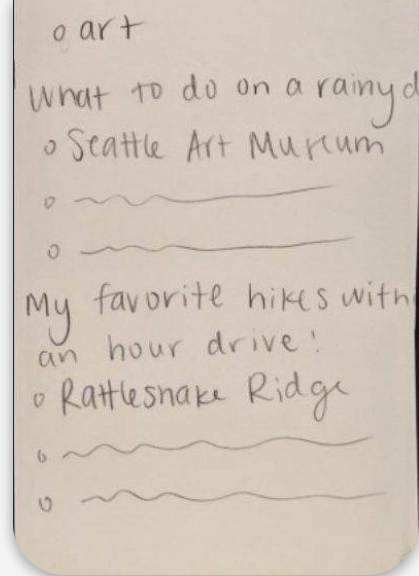 o art
What to do on a rainy d
o Seattle Art Museum
o
o
My favorite hikes with
an hour drive:
o Rattlesnake Ridge
o
o